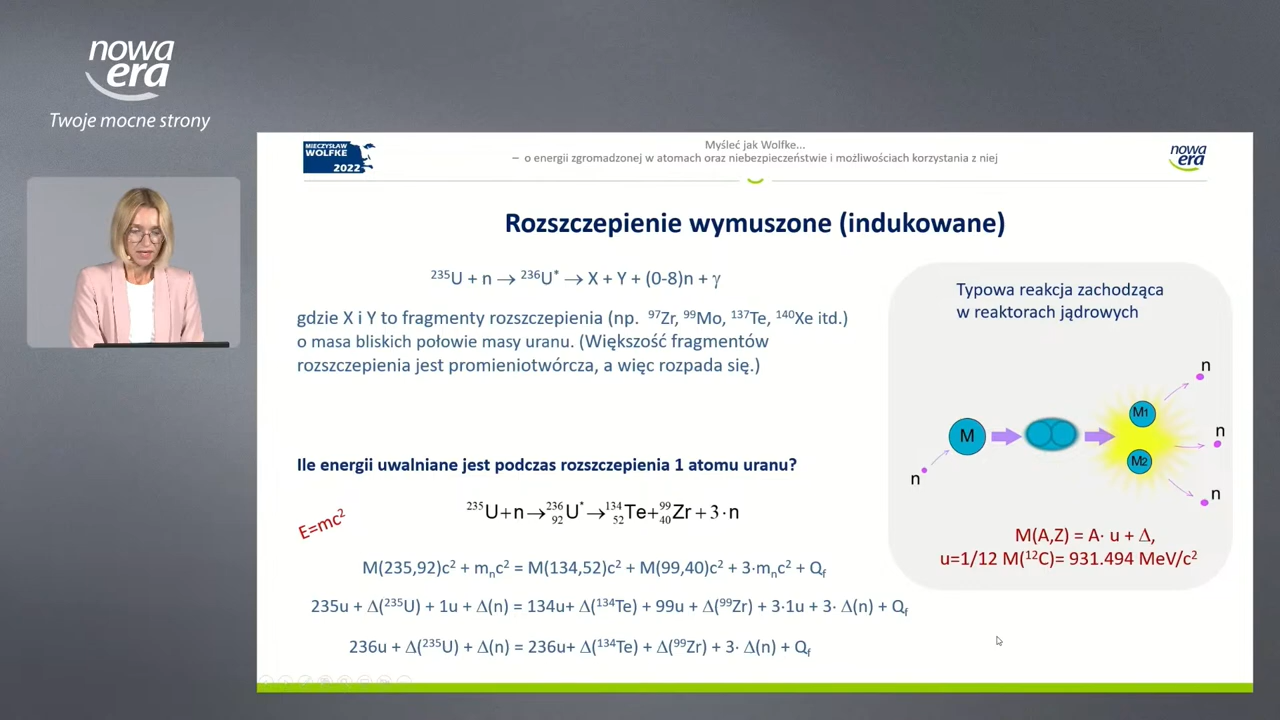 nowa
era
Twoje mocne strony
MIECZYSŁAW
WOLFKE
2022
Myśleć jak Wolfke...
– o energii zgromadzonej w atomach oraz niebezpieczeństwie i możliwościach korzystania z niej
nowa
era
Rozszczepienie wymuszone (indukowane)
²³⁵U + n → ²³⁶U* → X + Y + (0-8)n + γ
gdzie X i Y to fragmenty rozszczepienia (np. ⁹⁷Zr, ⁹⁹Mo, ¹³⁷Te, ¹⁴⁰Xe itd.)
o masa bliskich połowie masy uranu. (Większość fragmentów
rozszczepienia jest promieniotwórcza, a więc rozpada się.)
Ile energii uwalniane jest podczas rozszczepienia 1 atomu uranu?
²³⁵U+n→²³⁶₉₂U*→¹³⁴₅₂Te+⁹⁹₄₀Zr+3·n
E=mc²
M(235,92)c² + mₙc² = M(134,52)c² + M(99,40)c² + 3·mₙc² + Qf
235u + Δ(²³⁵U) + 1u + Δ(n) = 134u+ Δ(¹³⁴Te) + 99u + Δ(⁹⁹Zr) + 3·1u + 3· Δ(n) + Qf
236u + Δ(²³⁵U) + Δ(n) = 236u+ Δ(¹³⁴Te) + Δ(⁹⁹Zr) + 3· Δ(n) + Qf
Typowa reakcja zachodząca
w reaktorach jądrowych
n
M
M1
M2
n
n
n
M(A,Z) = A· u + Δ,
u=1/12 M(¹²C)= 931.494 MeV/c²